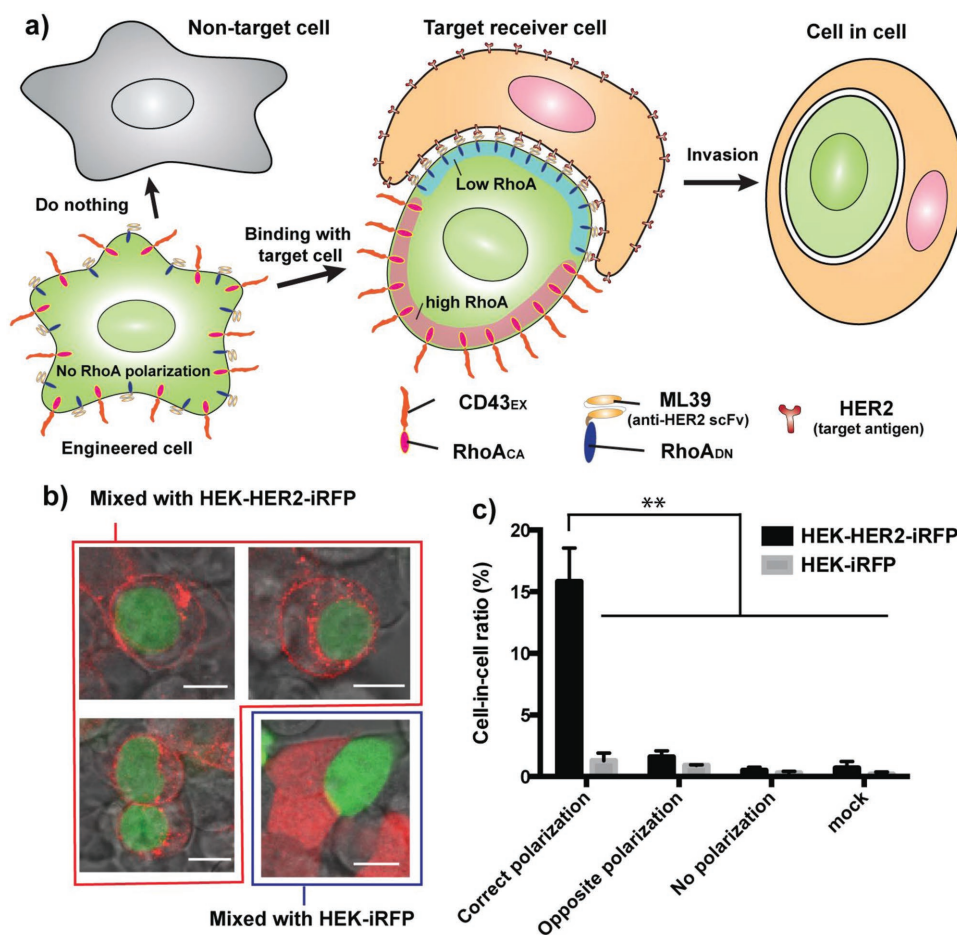 a)
Non-target cell
Target receiver cell
Cell in cell
Low RhoA
Invasion
Do nothing
Binding with
target cell
high RhoA
No RhoA polarization
Engineered cell
CD43EX
RhoACA
ML39
(anti-HER2 scFv)
RhoADN
HER2
(target antigen)
b)
Mixed with HEK-HER2-iRFP
Mixed with HEK-iRFP
c)
**
HEK-HER2-iRFP
HEK-iRFP
Cell-in-cell ratio (%)
20
15
10
5
0
Correct polarization
Opposite polarization
No polarization
mock